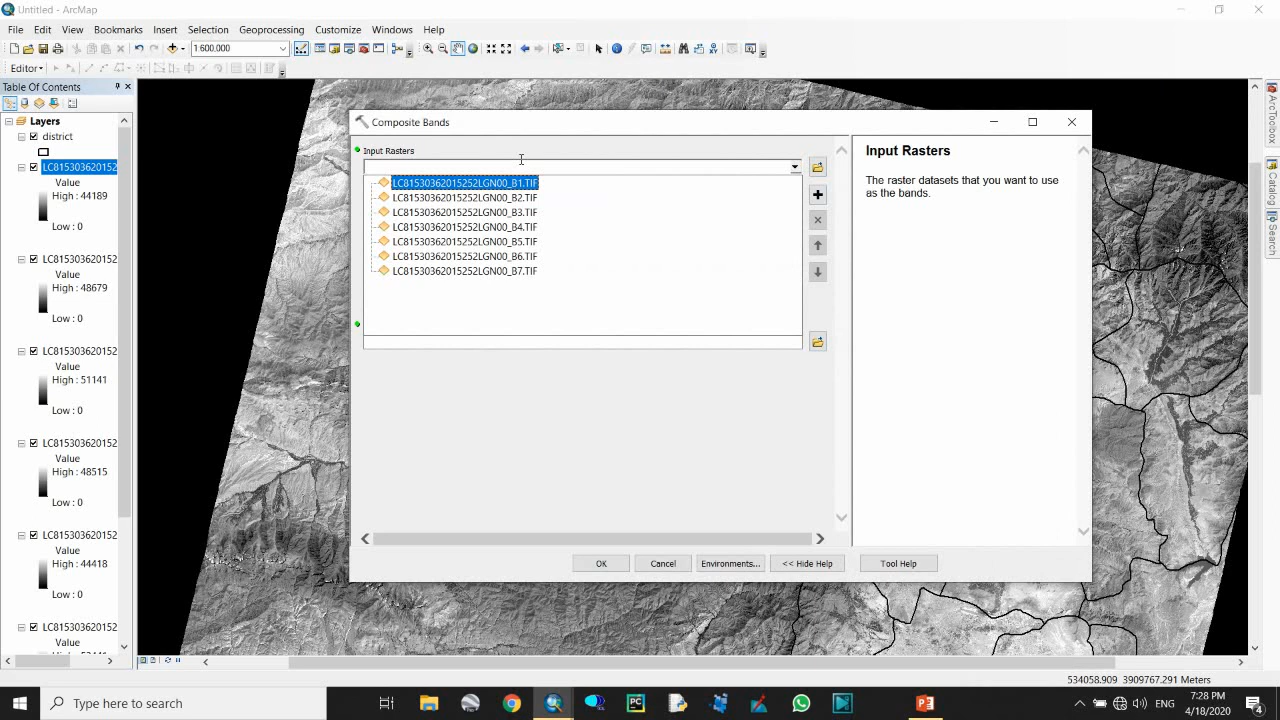 Untitled - ArcMap
File Edit View Bookmarks Insert Selection Geoprocessing Customize Windows Help
1:600,000
Editor
Table Of Contents
Layers
district
LC815303620152
Value
High : 44189
Low : 0
LC815303620152
Value
High : 48679
Low : 0
LC815303620152
Value
High : 51141
Low : 0
LC815303620152
Value
High : 48515
Low : 0
LC815303620152
Value
High : 44418
Low : 0
LC815303620152
Value
Composite Bands
Input Rasters
LC81530362015252LGN00_B1.TIF
LC81530362015252LGN00_B2.TIF
LC81530362015252LGN00_B3.TIF
LC81530362015252LGN00_B4.TIF
LC81530362015252LGN00_B5.TIF
LC81530362015252LGN00_B6.TIF
LC81530362015252LGN00_B7.TIF
OK Cancel Environments... << Hide Help Tool Help
Input Rasters
The raster datasets that you want to use
as the bands.
ArcToolbox
Catalog
Search
534058.909 3909767.291 Meters
Type here to search
ENG
7:28 PM
4/18/2020
4